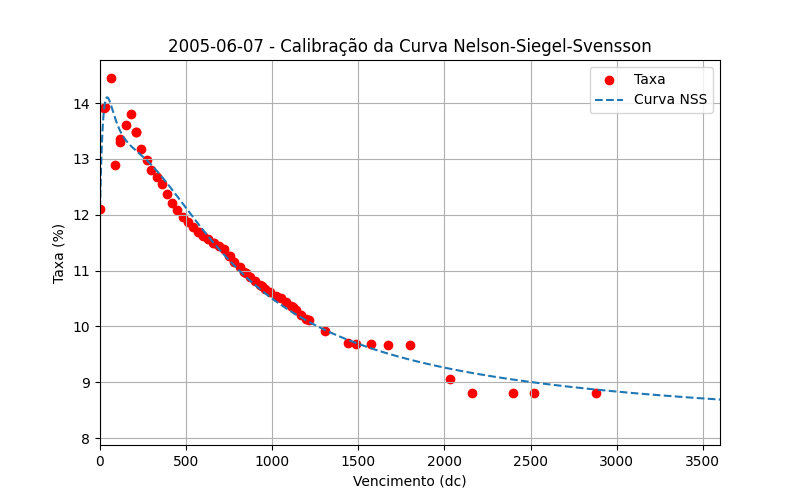 2005-06-07 - Calibração da Curva Nelson-Siegel-Svensson
Taxa
Curva NSS
Taxa (%)
14
13
12
11
10
9
8
0 500 1000 1500 2000 2500 3000 3500
Vencimento (dc)